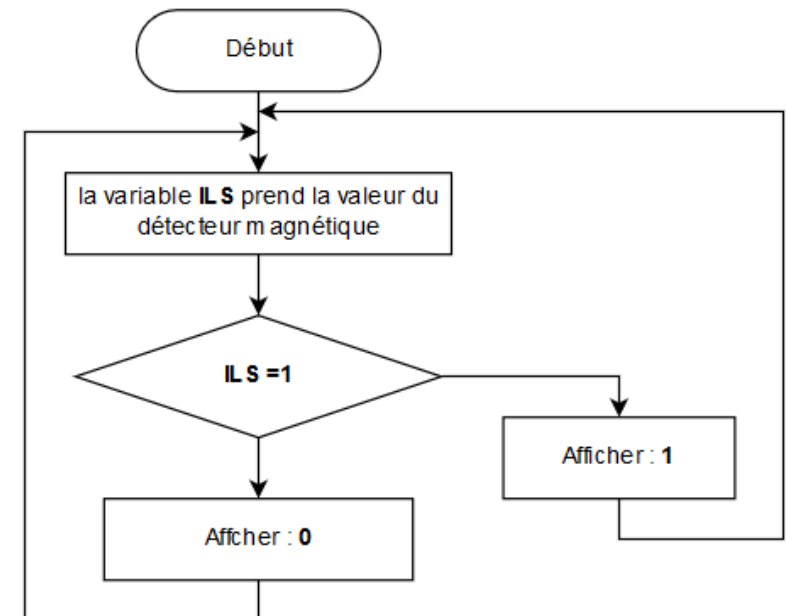 Début
la variable ILS prend la valeur du
détecteur magnétique
ILS =1
Afficher : 1
Affcher : 0